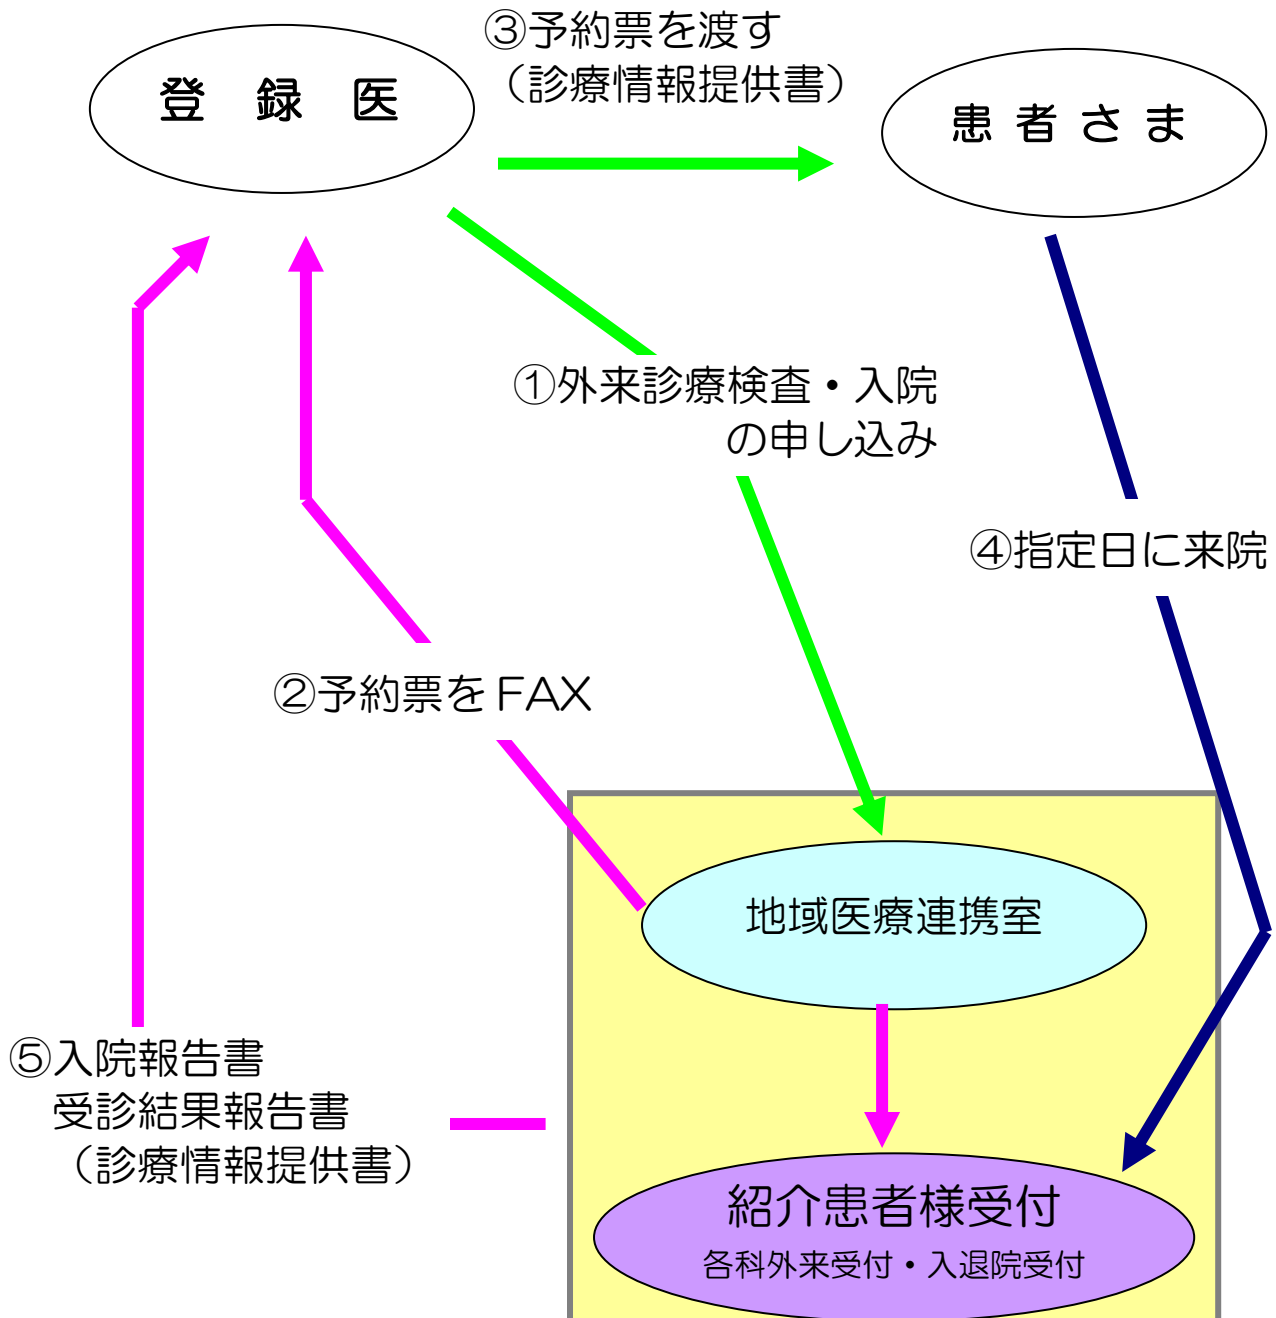 ③予約票を渡す
（診療情報提供書）
登　録　医
患 者 さ ま
①外来診療検査・入院
の申し込み
④指定日に来院
②予約票をＦＡＸ
地域医療連携室
⑤入院報告書
受診結果報告書
（診療情報提供書）
紹介患者様受付
各科外来受付・入退院受付